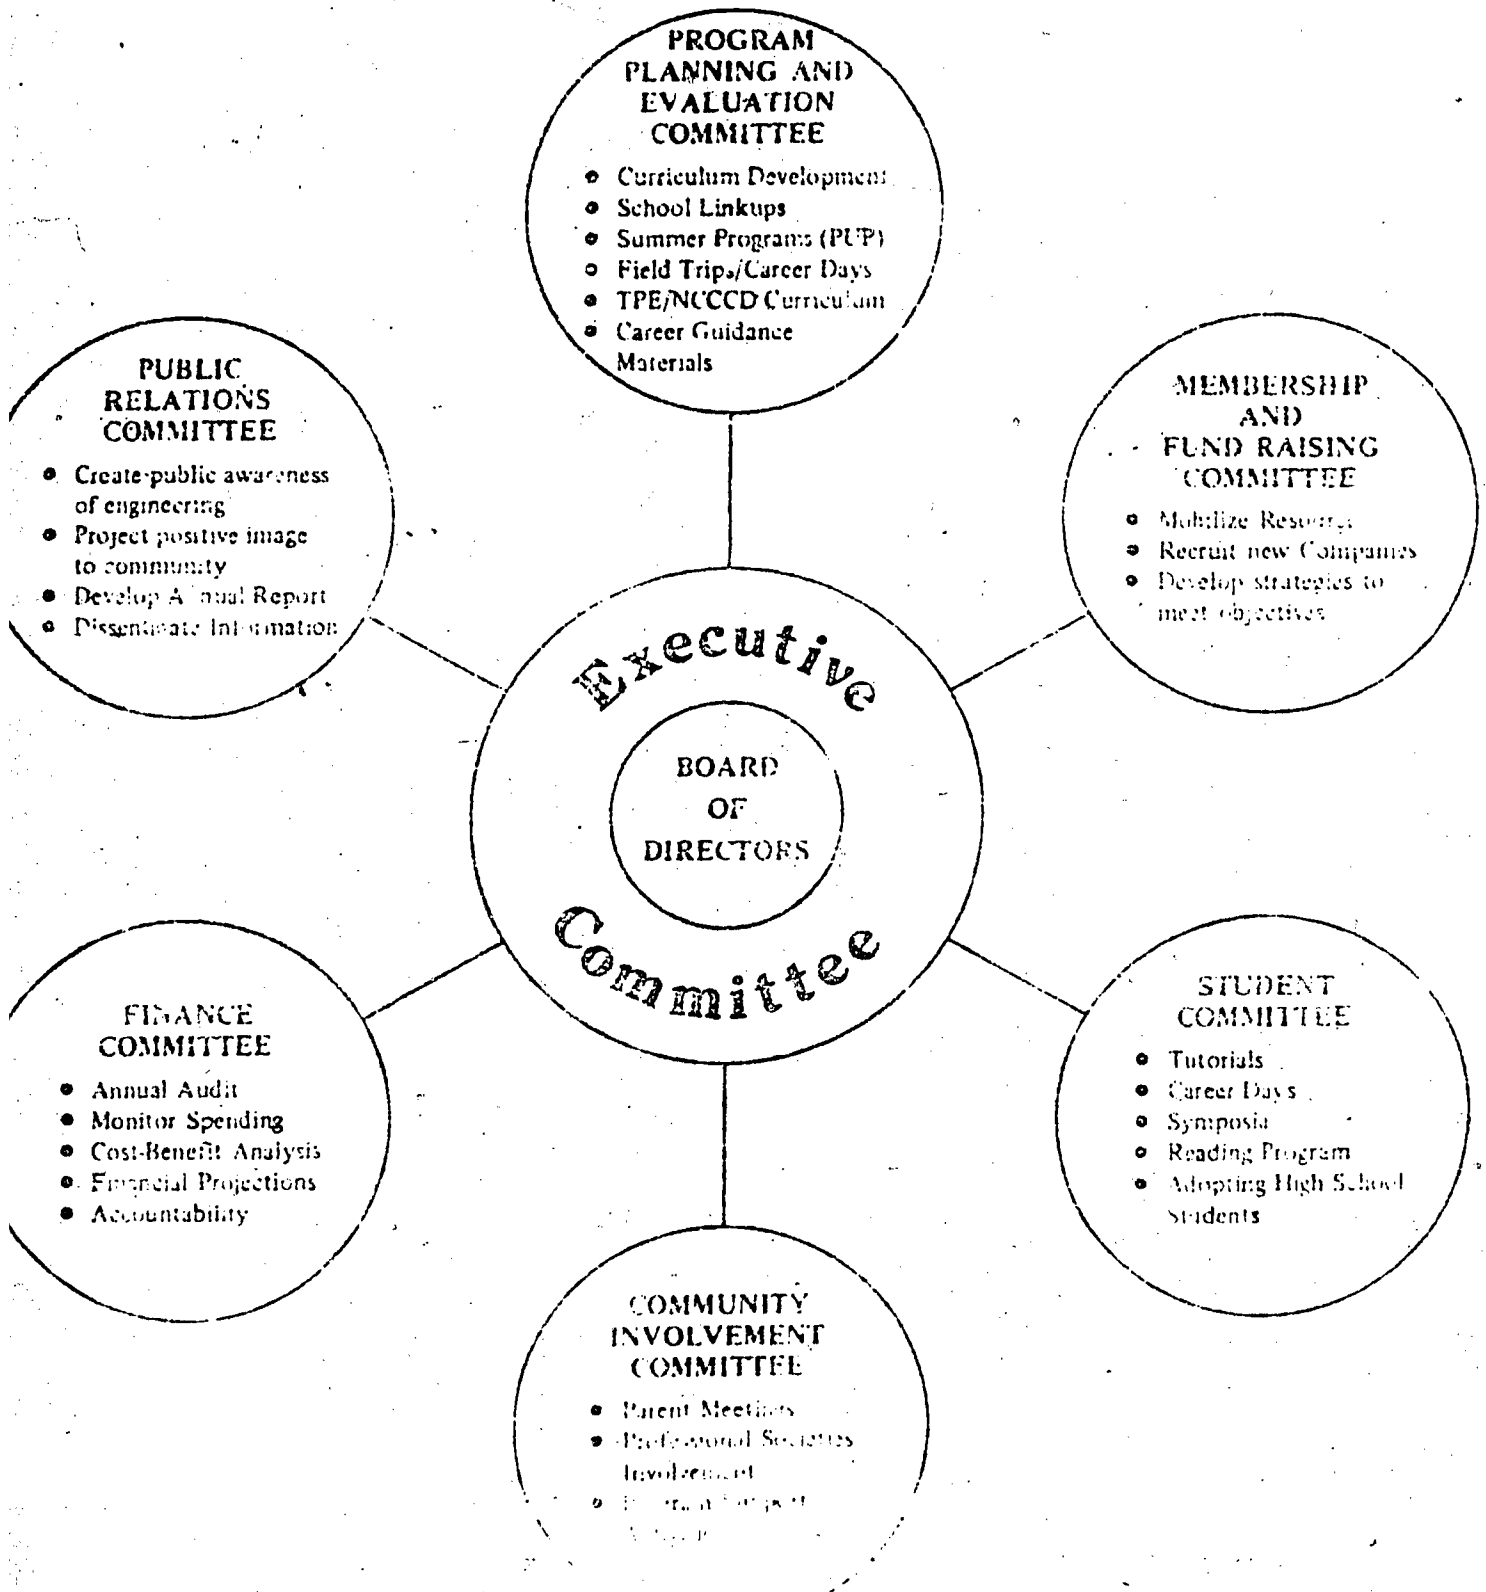 PROGRAM
PLANNING AND
EVALUATION
COMMITTEE
• Curriculum Development
• School Linkups
• Summer Programs (PUP)
• Field Trips/Career Days
• TPE/NCCCD Curriculum
• Career Guidance
Materials
PUBLIC
RELATIONS
COMMITTEE
• Create public awareness
of engineering
• Project positive image
to community
• Develop Annual Report
• Disseminate Information
MEMBERSHIP
AND
FUND RAISING
COMMITTEE
• Mobilize
• Recruit new Companies
• Develop strategies to
meet objectives
Executive
BOARD
OF
DIRECTORS
Committee
FINANCE
COMMITTEE
• Annual Audit
• Monitor Spending
• Cost-Benefit Analysis
• Financial Projections
• Accountability
STUDENT
COMMITTEE
• Tutorials
• Career Days
• Symposia
• Reading Program
• Adopting High School
Students
COMMUNITY
INVOLVEMENT
COMMITTEE
• Parent Meetings
• Professional Societies
Involvement